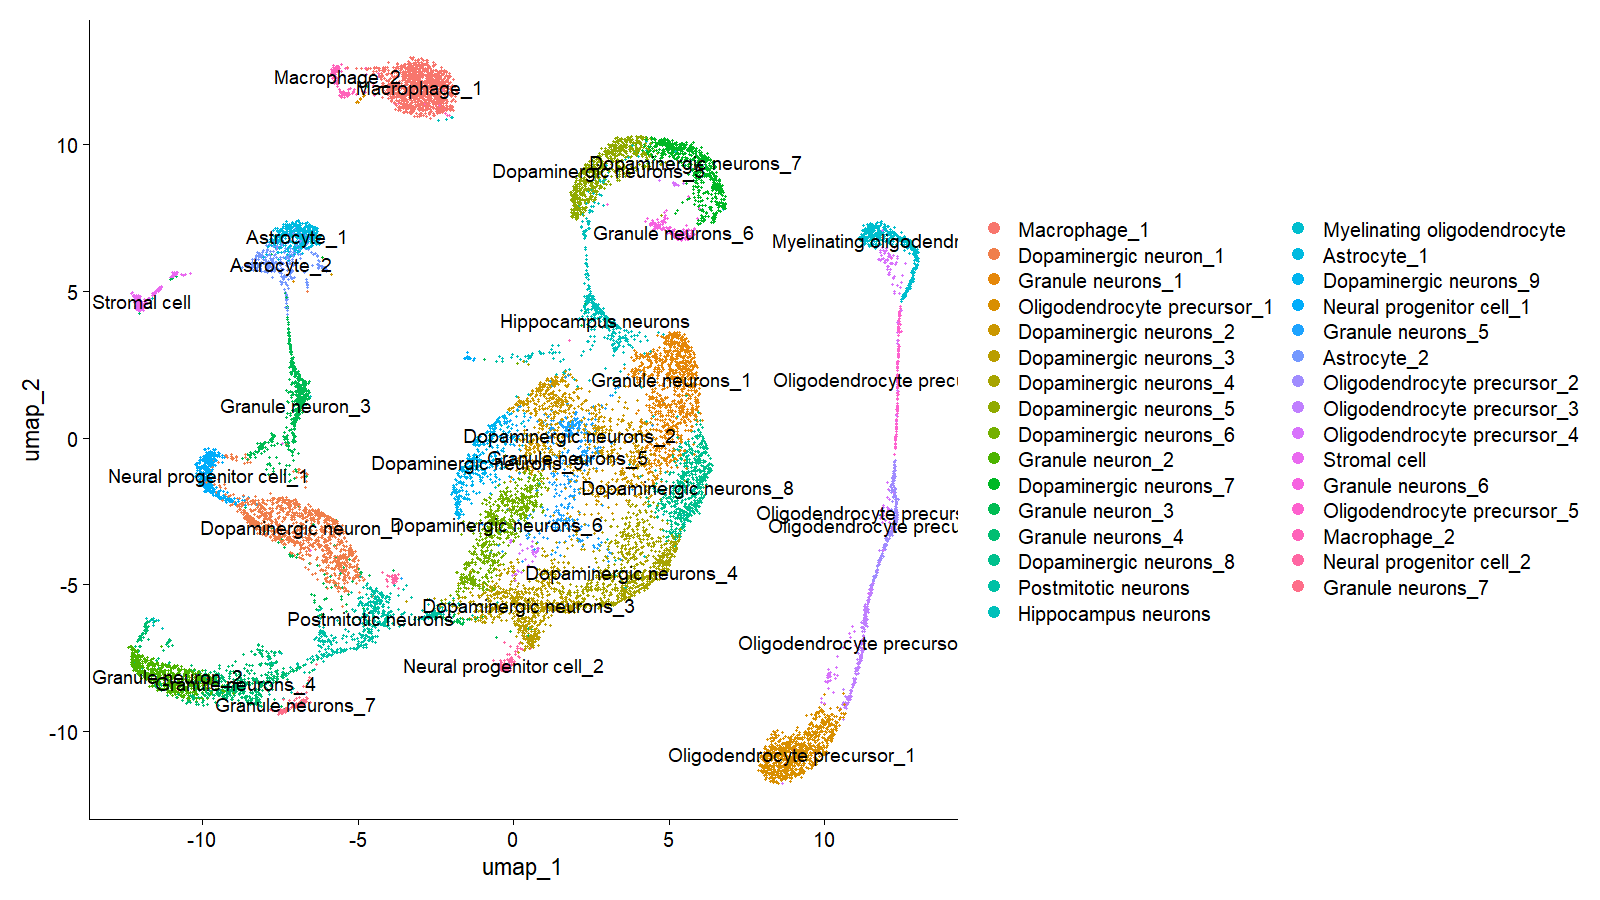 Macrophage_2
Macrophage_1
10
Dopaminergic neurons_7
Dopaminergic neurons_5
Granule neurons_6
Astrocyte_1
Myelinating oligodendr
Astrocyte_2
5
Stromal cell
Hippocampus neurons
Granule neurons_1
Oligodendrocyte precu
Granule neuron_3
umap_2
0
Dopaminergic neurons_2
Granule neurons_5
Dopaminergic neurons_9
Neural progenitor cell_1
Dopaminergic neurons_8
Oligodendrocyte precurs
Oligodendrocyte precu
Dopaminergic neuron_1
Dopaminergic neurons_6
Dopaminergic neurons_4
-5
Dopaminergic neurons_3
Postmitotic neurons
Oligodendrocyte precurso
Neural progenitor cell_2
Granule neuron_2
Granule neurons_4
Granule neurons_7
-10
Oligodendrocyte precursor_1
-10
-5
0
5
10
umap_1
Macrophage_1
Dopaminergic neuron_1
Granule neurons_1
Oligodendrocyte precursor_1
Dopaminergic neurons_2
Dopaminergic neurons_3
Dopaminergic neurons_4
Dopaminergic neurons_5
Dopaminergic neurons_6
Granule neuron_2
Dopaminergic neurons_7
Granule neuron_3
Granule neurons_4
Dopaminergic neurons_8
Postmitotic neurons
Hippocampus neurons
Myelinating oligodendrocyte
Astrocyte_1
Dopaminergic neurons_9
Neural progenitor cell_1
Granule neurons_5
Astrocyte_2
Oligodendrocyte precursor_2
Oligodendrocyte precursor_3
Oligodendrocyte precursor_4
Stromal cell
Granule neurons_6
Oligodendrocyte precursor_5
Macrophage_2
Neural progenitor cell_2
Granule neurons_7